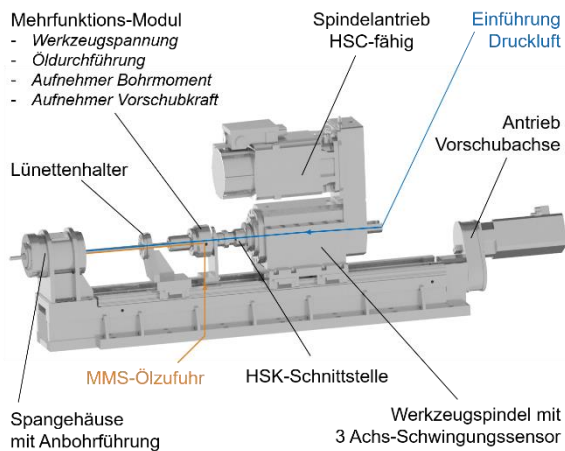 Mehrfunktions-Modul
- Werkzeugspannung
- Öldurchführung
- Aufnehmer Bohrmoment
- Aufnehmer Vorschubkraft
Spindelantrieb
HSC-fähig
Einführung
Druckluft
Antrieb
Vorschubachse
Lünettenhalter
MMS-Ölzufuhr
HSK-Schnittstelle
Spangehäuse
mit Anbohrführung
Werkzeugspindel mit
3 Achs-Schwingungssensor